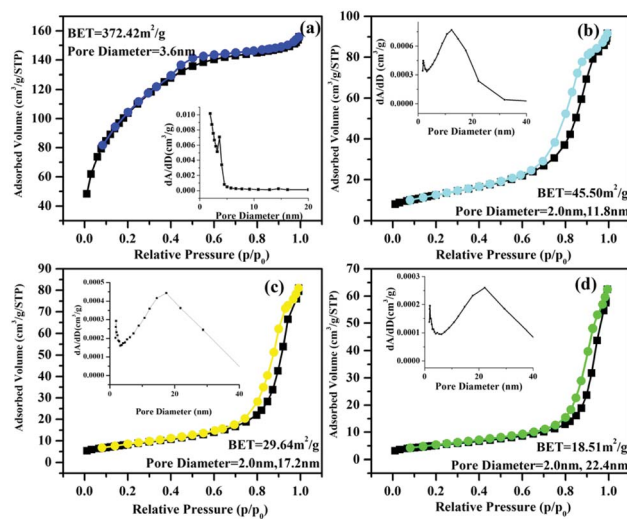 (a)
BET=372.42m²/g
Pore Diameter=3.6nm
Adsorbed Volume (cm³/g/STP)
160
140
120
100
80
60
40
0.0 0.2 0.4 0.6 0.8 1.0
Relative Pressure (p/p₀)
dA/dD(cm³/g)
0.010
0.005
0.004
0.002
0.000
0 5 10 15 20
Pore Diameter (nm)
(b)
Adsorbed Volume (cm³/g/STP)
100
80
60
40
20
0
0.0 0.2 0.4 0.6 0.8 1.0
Relative Pressure (p/p₀)
BET=45.50m²/g
Pore Diameter=2.0nm,11.8nm
dA/dD (cm³/g)
0.0006
0.0003
0.0000
0 10 20 30 40
Pore Diameter (nm)
(c)
Adsorbed Volume (cm³/g/STP)
90
80
70
60
50
40
30
20
10
0
0.0 0.2 0.4 0.6 0.8 1.0
Relative Pressure (p/p₀)
BET=29.64m²/g
Pore Diameter=2.0nm,17.2nm
dA/dD(cm³/g)
0.0005
0.0004
0.0003
0.0002
0.0001
0.0000
0 10 20 30 40
Pore Diameter (nm)
(d)
Adsorbed Volume (cm³/g/STP)
70
60
50
40
30
20
10
0
0.0 0.2 0.4 0.6 0.8 1.0
Relative Pressure (p/p₀)
BET=18.51m²/g
Pore Diameter=2.0nm, 22.4nm
dA/dD(cm³/g)
0.0003
0.0002
0.0001
0.0000
0 10 20 30 40
Pore Diameter (nm)